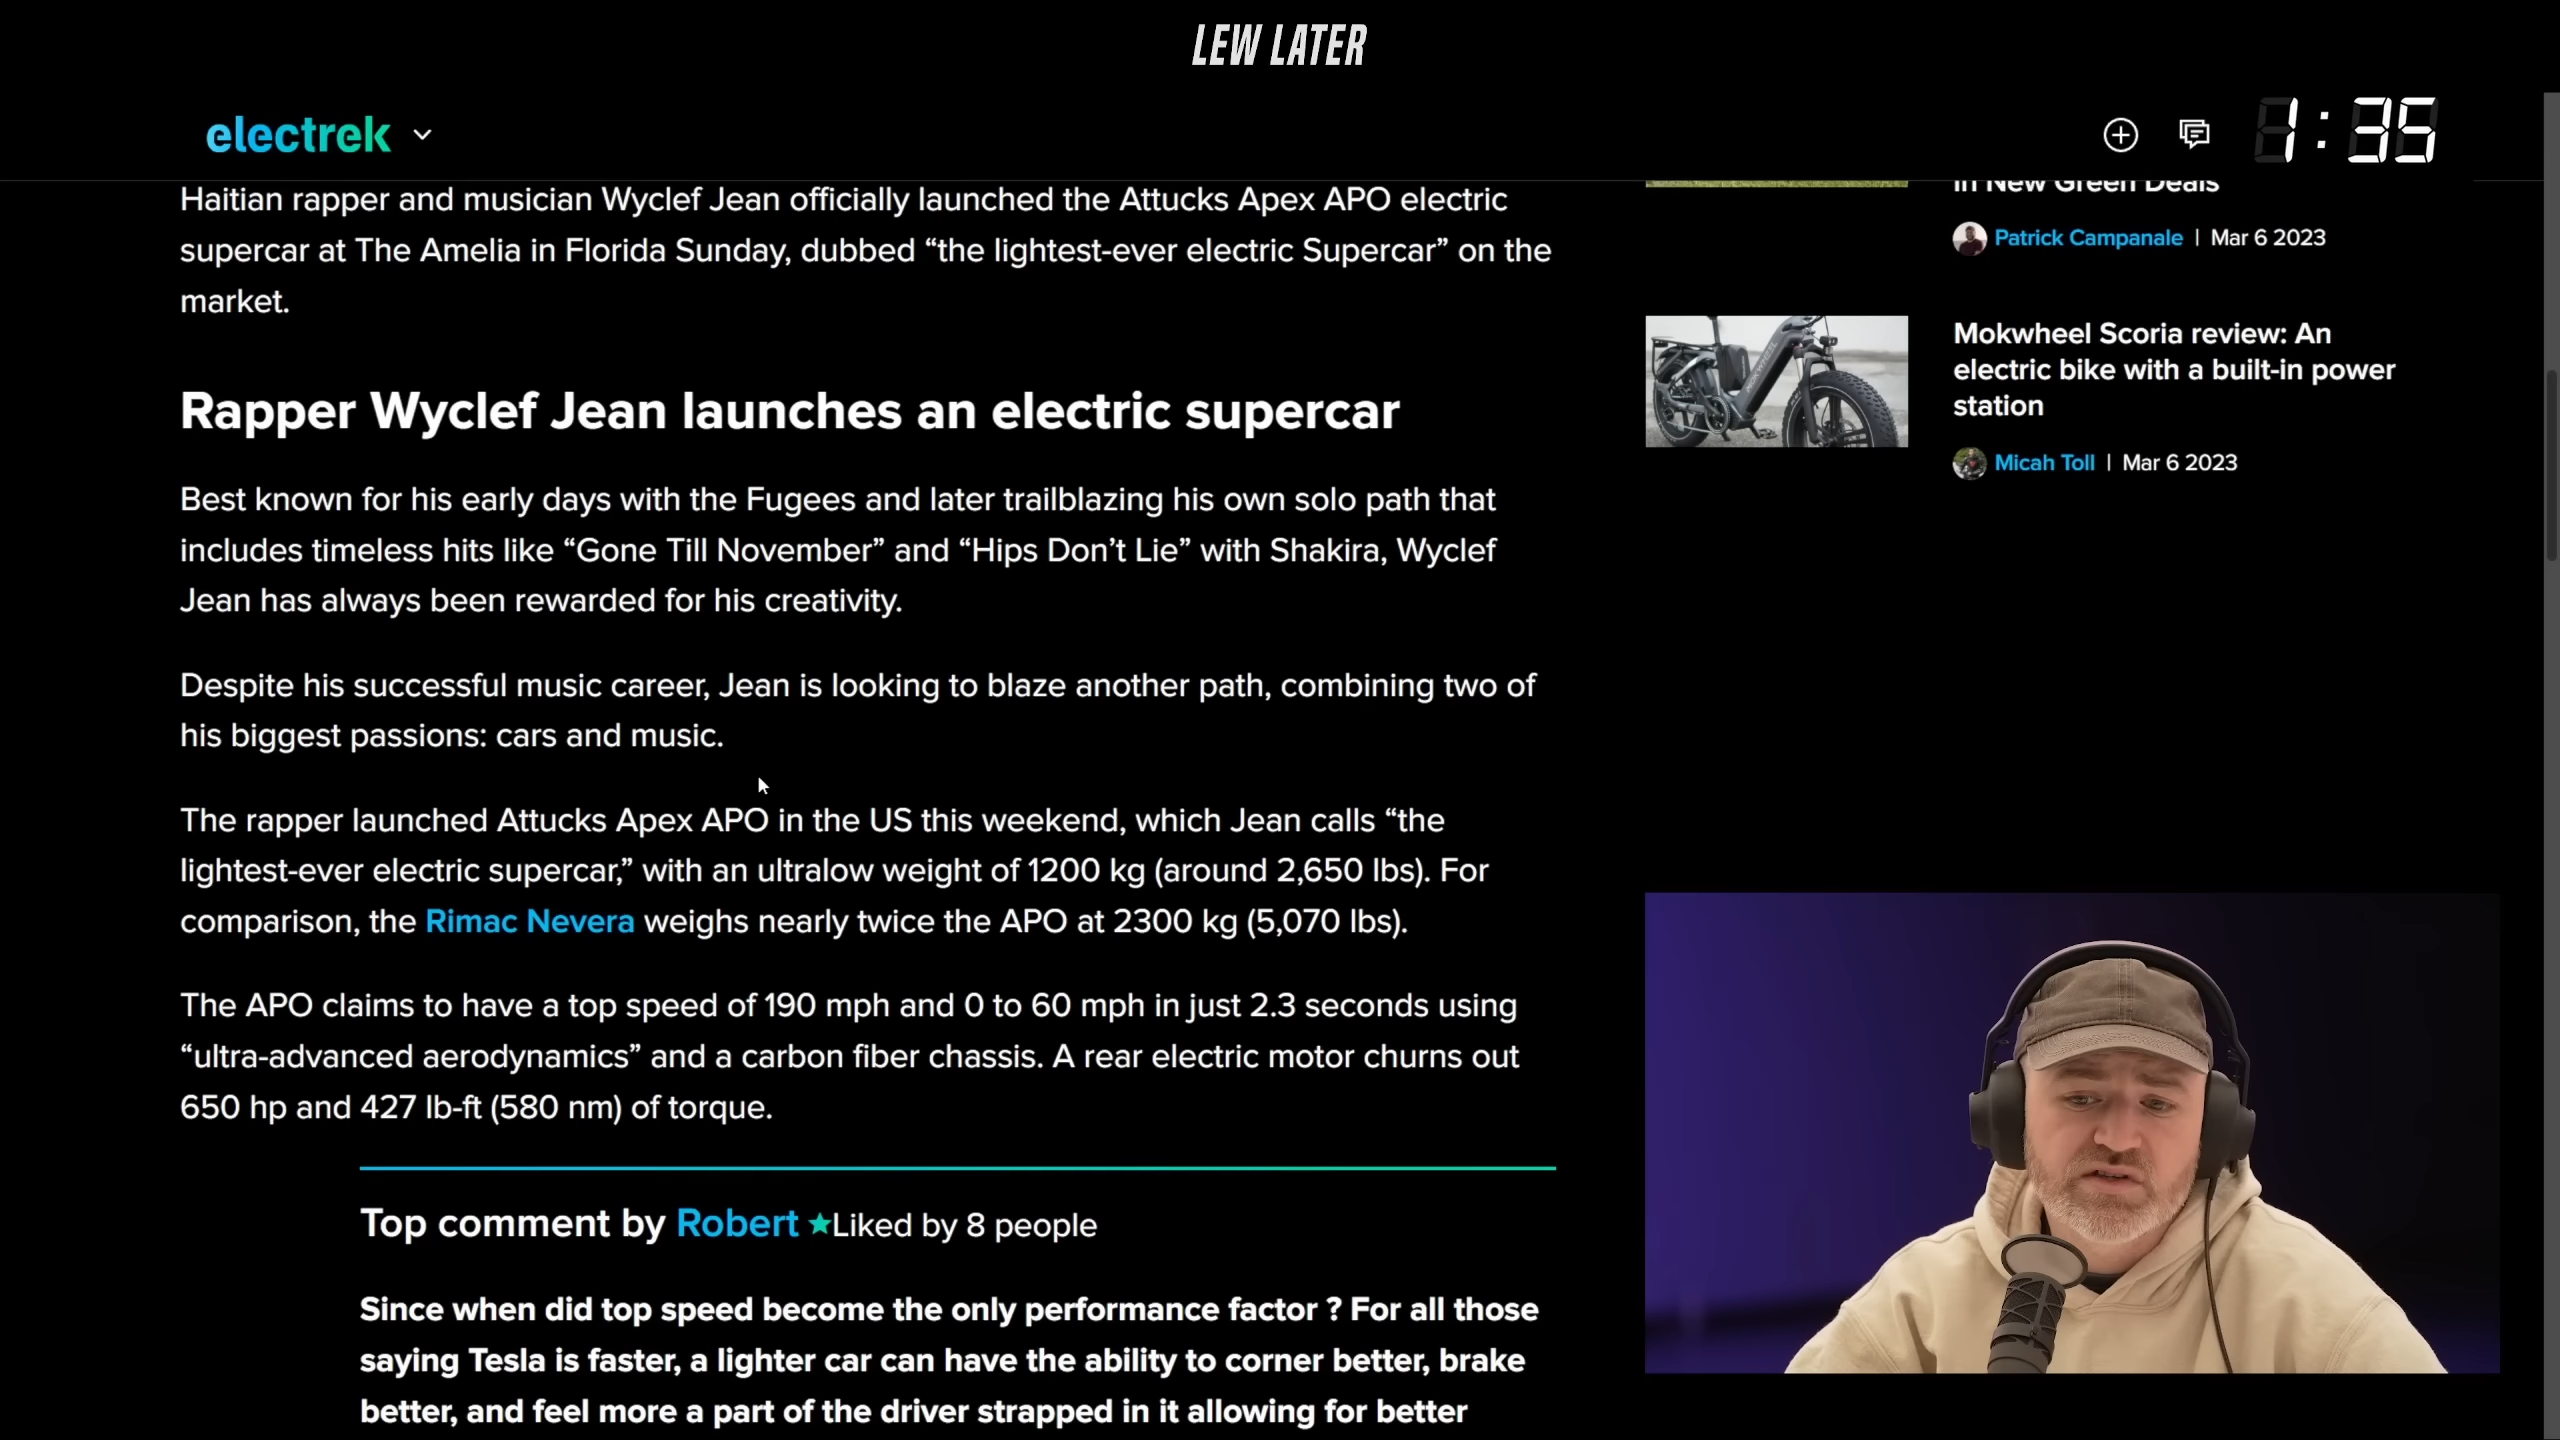 LEW LATER
electrek
1:35
Haitian rapper and musician Wyclef Jean officially launched the Attucks Apex APO electric
supercar at The Amelia in Florida Sunday, dubbed “the lightest-ever electric Supercar” on the
market.
Rapper Wyclef Jean launches an electric supercar
Best known for his early days with the Fugees and later trailblazing his own solo path that
includes timeless hits like “Gone Till November” and “Hips Don’t Lie” with Shakira, Wyclef
Jean has always been rewarded for his creativity.
Despite his successful music career, Jean is looking to blaze another path, combining two of
his biggest passions: cars and music.
The rapper launched Attucks Apex APO in the US this weekend, which Jean calls “the
lightest-ever electric supercar,” with an ultralow weight of 1200 kg (around 2,650 lbs). For
comparison, the Rimac Nevera weighs nearly twice the APO at 2300 kg (5,070 lbs).
The APO claims to have a top speed of 190 mph and 0 to 60 mph in just 2.3 seconds using
“ultra-advanced aerodynamics” and a carbon fiber chassis. A rear electric motor churns out
650 hp and 427 lb-ft (580 nm) of torque.
Top comment by Robert ★Liked by 8 people
Since when did top speed become the only performance factor ? For all those
saying Tesla is faster, a lighter car can have the ability to corner better, brake
better, and feel more a part of the driver strapped in it allowing for better
in New Green Deals
Patrick Campanale | Mar 6 2023
Mokwheel Scoria review: An
electric bike with a built-in power
station
Micah Toll | Mar 6 2023